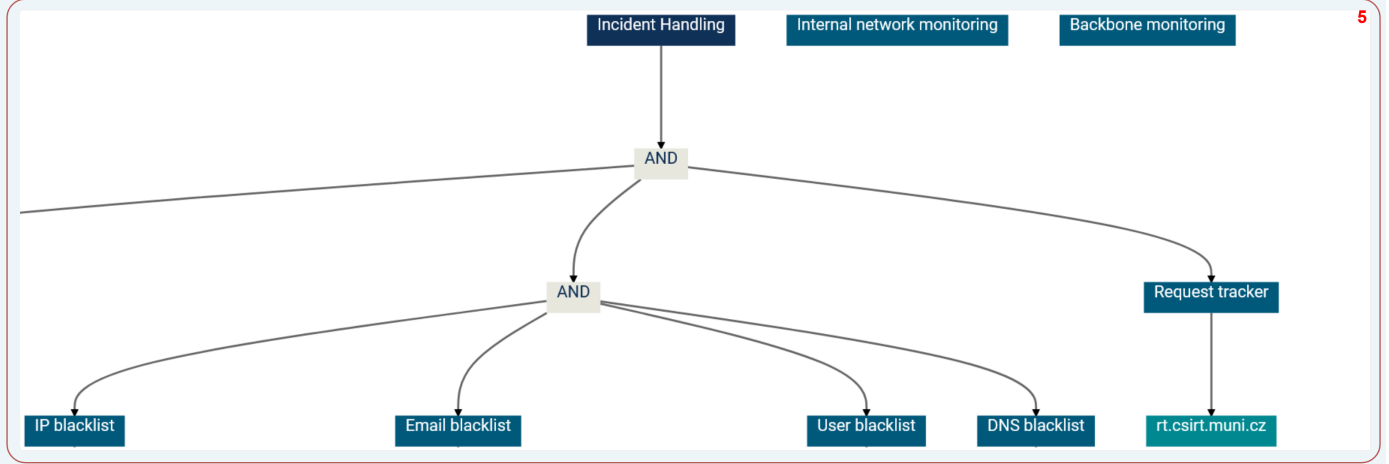 5
Incident Handling
Internal network monitoring
Backbone monitoring
AND
AND
Request tracker
IP blacklist
Email blacklist
User blacklist
DNS blacklist
rt.csirt.muni.cz